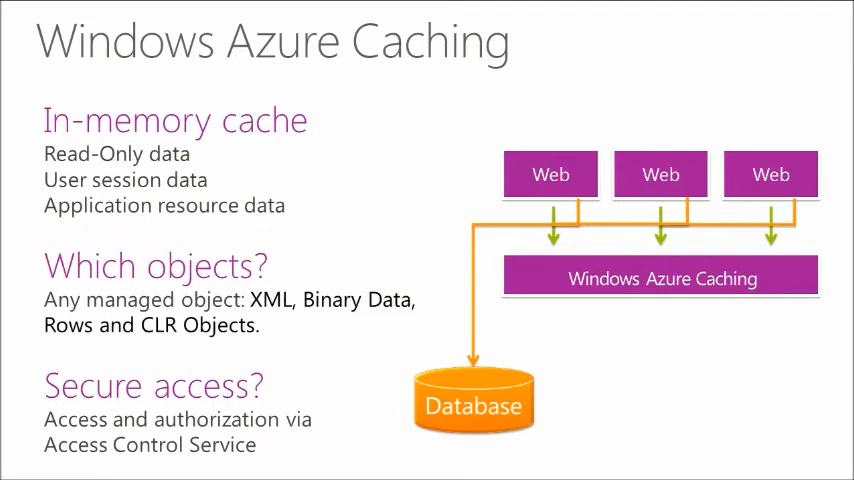 Windows Azure Caching
In-memory cache
Read-Only data
User session data
Application resource data
Which objects?
Any managed object: XML, Binary Data,
Rows and CLR Objects.
Secure access?
Access and authorization via
Access Control Service
Web
Web
Web
Windows Azure Caching
Database